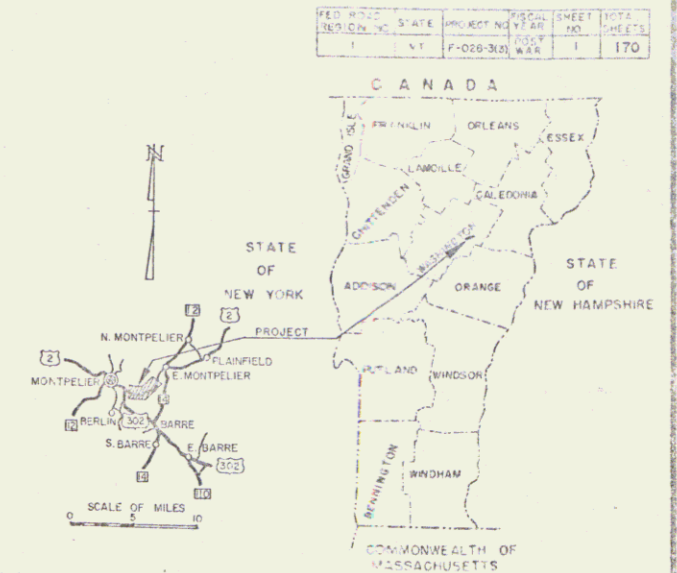 FED ROAD REGION NO. STATE PROJECT NO FISCAL YEAR SHEET NO. TOTAL SHEETS
1 VT F-026-3(3) POST WAR 1 170
CANADA
GRAND ISLE
FRANKLIN
ORLEANS
ESSEX
LAMOILLE
CALEDONIA
CHITTENDEN
WASHINGTON
STATE
OF
NEW YORK
ADDISON
ORANGE
STATE
OF
NEW HAMPSHIRE
12
2
N. MONTPELIER
PROJECT
2
PLAINFIELD
MONTPELIER
E. MONTPELIER
14
RUTLAND
WINDSOR
12
BERLIN
302
BARRE
S. BARRE
E. BARRE
302
14
110
BENNINGTON
WINDHAM
SCALE OF MILES
0 5 10
COMMONWEALTH OF
MASSACHUSETTS